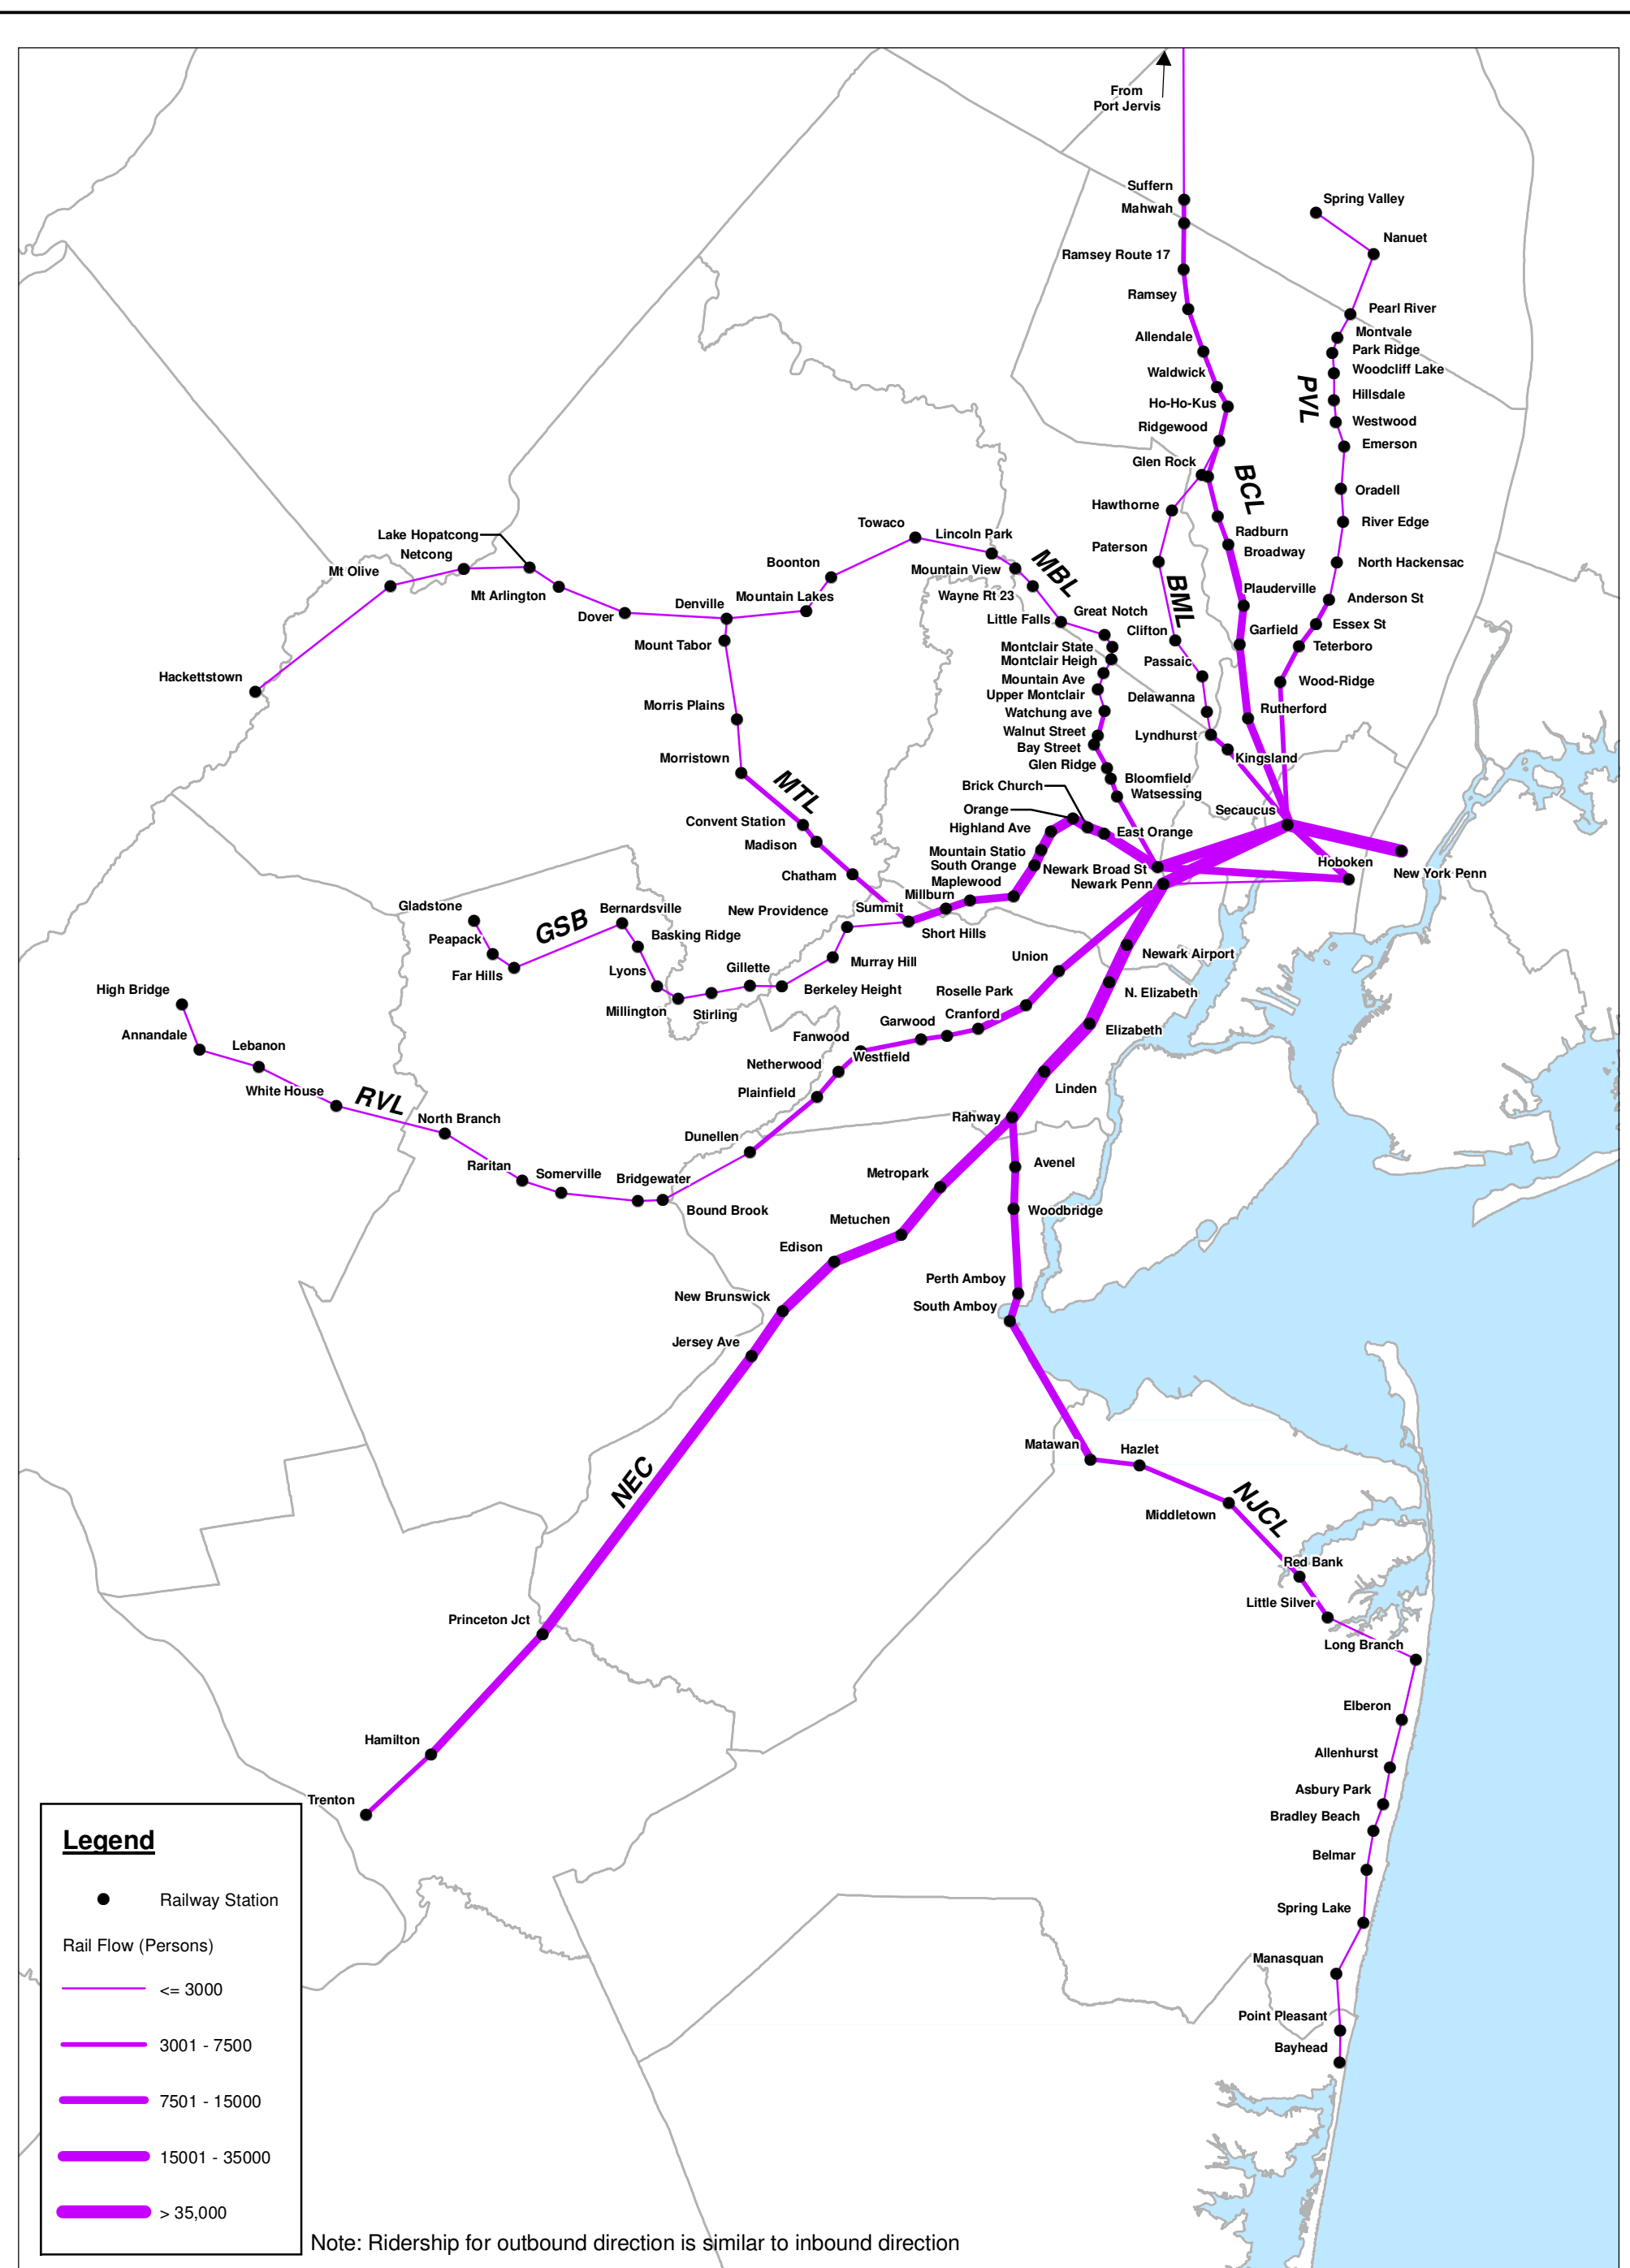 From
Port Jervis
Suffern
Mahwah
Spring Valley
Nanuet
Ramsey Route 17
Ramsey
Pearl River
Montvale
Allendale
Park Ridge
Woodcliff Lake
Waldwick
PVL
Hillsdale
Ho-Ho-Kus
Westwood
Ridgewood
Emerson
Glen Rock
BCL
Oradell
Hawthorne
River Edge
Towaco
Lincoln Park
Radburn
Lake Hopatcong
Netcong
Paterson
Broadway
Boonton
Mountain View
MBL
North Hackensac
Mt Olive
Mt Arlington
Mountain Lakes
Wayne Rt 23
BML
Plauderville
Anderson St
Denville
Dover
Great Notch
Little Falls
Clifton
Garfield
Essex St
Mount Tabor
Montclair State
Teterboro
Montclair Heigh
Passaic
Hackettstown
Mountain Ave
Wood-Ridge
Upper Montclair
Delawanna
Morris Plains
Watchung ave
Rutherford
Walnut Street
Lyndhurst
Bay Street
Morristown
Glen Ridge
Kingsland
MTL
Bloomfield
Brick Church
Watsessing
Orange
Secaucus
Convent Station
Highland Ave
East Orange
Madison
Mountain Statio
South Orange
Newark Broad St
Hoboken
New York Penn
Chatham
Maplewood
Newark Penn
Millburn
Gladstone
GSB
Bernardsville
New Providence
Summit
Short Hills
Peapack
Basking Ridge
Far Hills
Lyons
Gillette
Murray Hill
Union
Newark Airport
High Bridge
Millington
Stirling
Berkeley Height
Roselle Park
N. Elizabeth
Cranford
Garwood
Annandale
Lebanon
Fanwood
Westfield
Elizabeth
White House
RVL
Netherwood
Plainfield
Linden
North Branch
Rahway
Dunellen
Raritan
Somerville
Bridgewater
Metropark
Avenel
Bound Brook
Woodbridge
Metuchen
Edison
Perth Amboy
New Brunswick
South Amboy
Jersey Ave
Matawan
Hazlet
NEC
NJCL
Middletown
Red Bank
Little Silver
Princeton Jct
Long Branch
Elberon
Hamilton
Allenhurst
Trenton
Asbury Park
Bradley Beach
Belmar
Spring Lake
Manasquan
Point Pleasant
Bayhead
Legend
Railway Station
Rail Flow (Persons)
<= 3000
3001 - 7500
7501 - 15000
15001 - 35000
> 35,000
Note: Ridership for outbound direction is similar to inbound direction